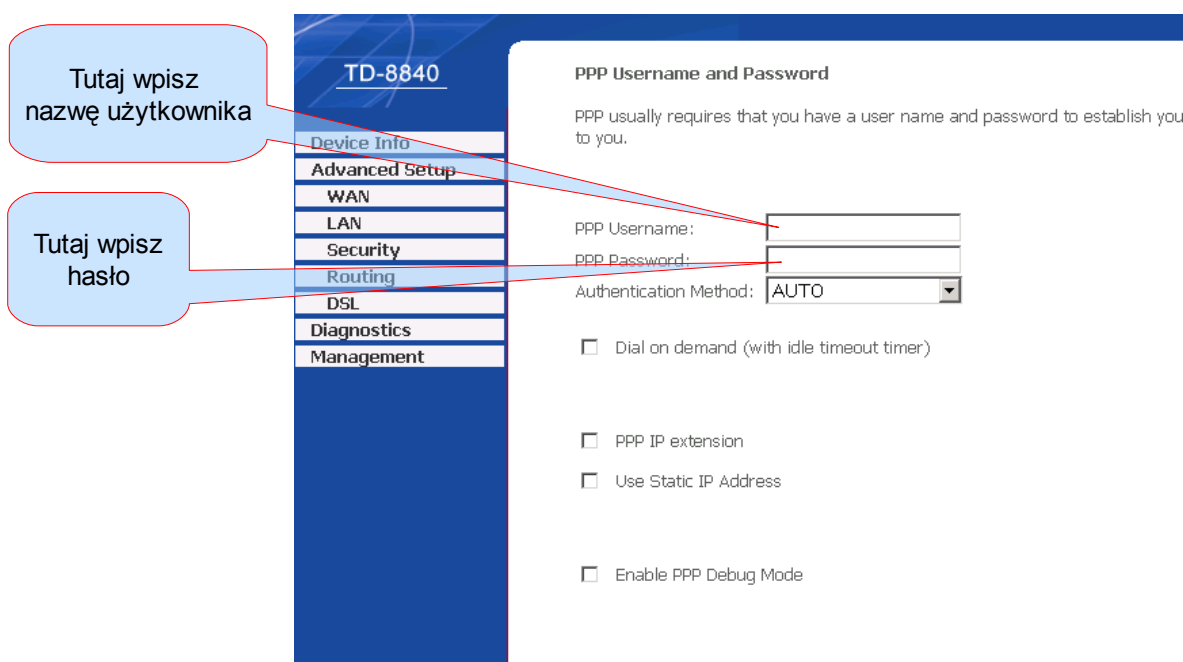 Tutaj wpisz
nazwę użytkownika
Tutaj wpisz
hasło
TD-8840
Device Info
Advanced Setup
WAN
LAN
Security
Routing
DSL
Diagnostics
Management
PPP Username and Password
PPP usually requires that you have a user name and password to establish you
to you.
PPP Username:
PPP Password:
Authentication Method: AUTO
Dial on demand (with idle timeout timer)
PPP IP extension
Use Static IP Address
Enable PPP Debug Mode